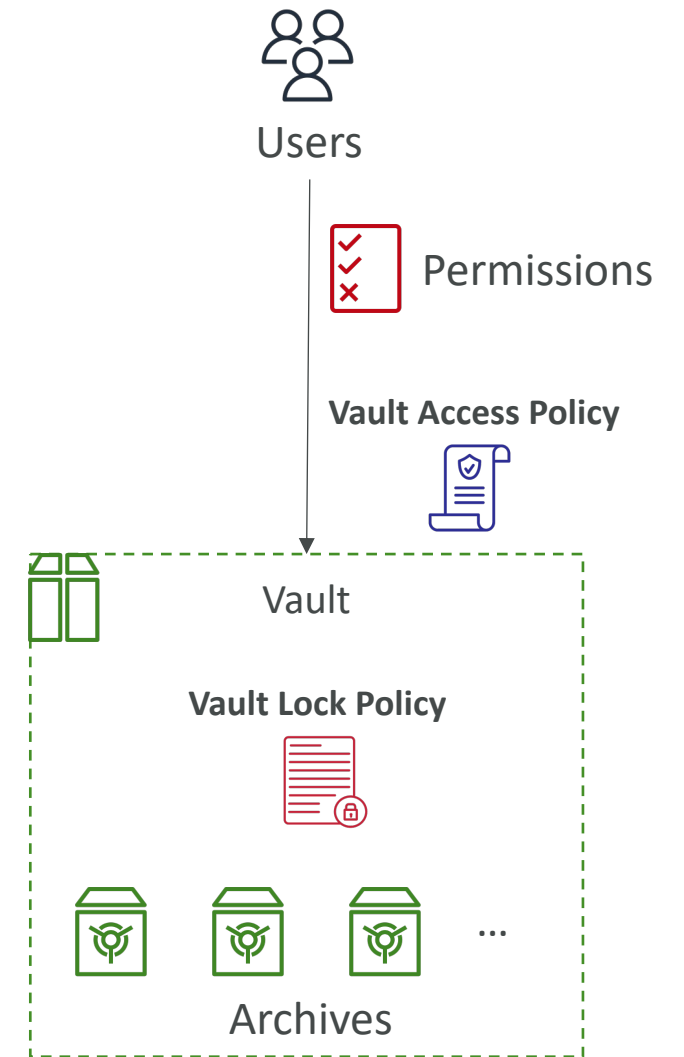 Users
Permissions
Vault Access Policy
Vault
Vault Lock Policy
...
Archives